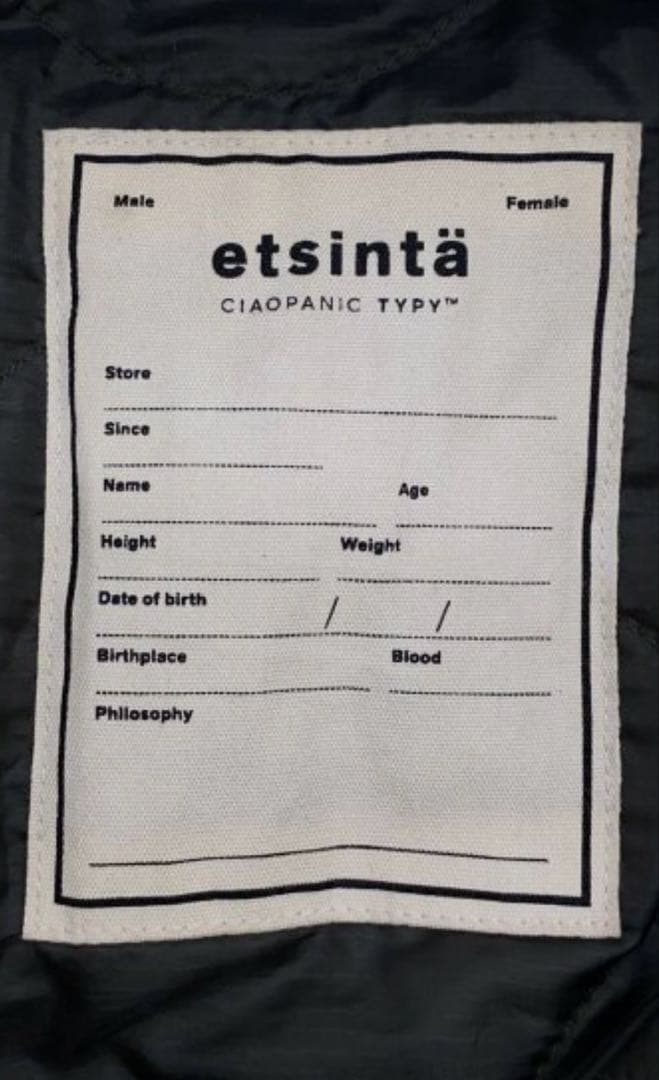 Male Female
etsintä
CIAOPANIC TYPY™
Store
Since
Name Age
Height Weight
Date of birth / /
Birthplace Blood
Philosophy